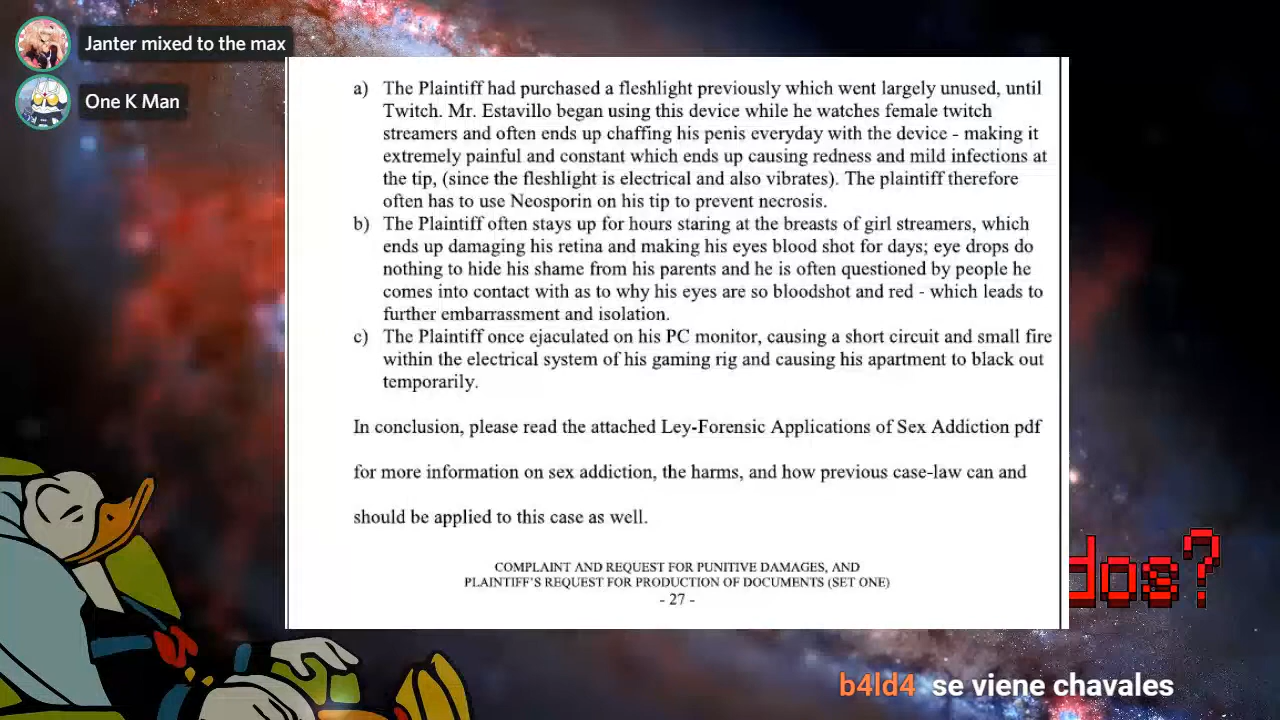 Janter mixed to the max
One K Man
a) The Plaintiff had purchased a fleshlight previously which went largely unused, until
Twitch. Mr. Estavillo began using this device while he watches female twitch
streamers and often ends up chaffing his penis everyday with the device - making it
extremely painful and constant which ends up causing redness and mild infections at
the tip, (since the fleshlight is electrical and also vibrates). The plaintiff therefore
often has to use Neosporin on his tip to prevent necrosis.
b) The Plaintiff often stays up for hours staring at the breasts of girl streamers, which
ends up damaging his retina and making his eyes blood shot for days; eye drops do
nothing to hide his shame from his parents and he is often questioned by people he
comes into contact with as to why his eyes are so bloodshot and red - which leads to
further embarrassment and isolation.
c) The Plaintiff once ejaculated on his PC monitor, causing a short circuit and small fire
within the electrical system of his gaming rig and causing his apartment to black out
temporarily.
In conclusion, please read the attached Ley-Forensic Applications of Sex Addiction pdf
for more information on sex addiction, the harms, and how previous case-law can and
should be applied to this case as well.
COMPLAINT AND REQUEST FOR PUNITIVE DAMAGES, AND
PLAINTIFF'S REQUEST FOR PRODUCTION OF DOCUMENTS (SET ONE)
- 27 -
dos?
b4ld4 se viene chavales